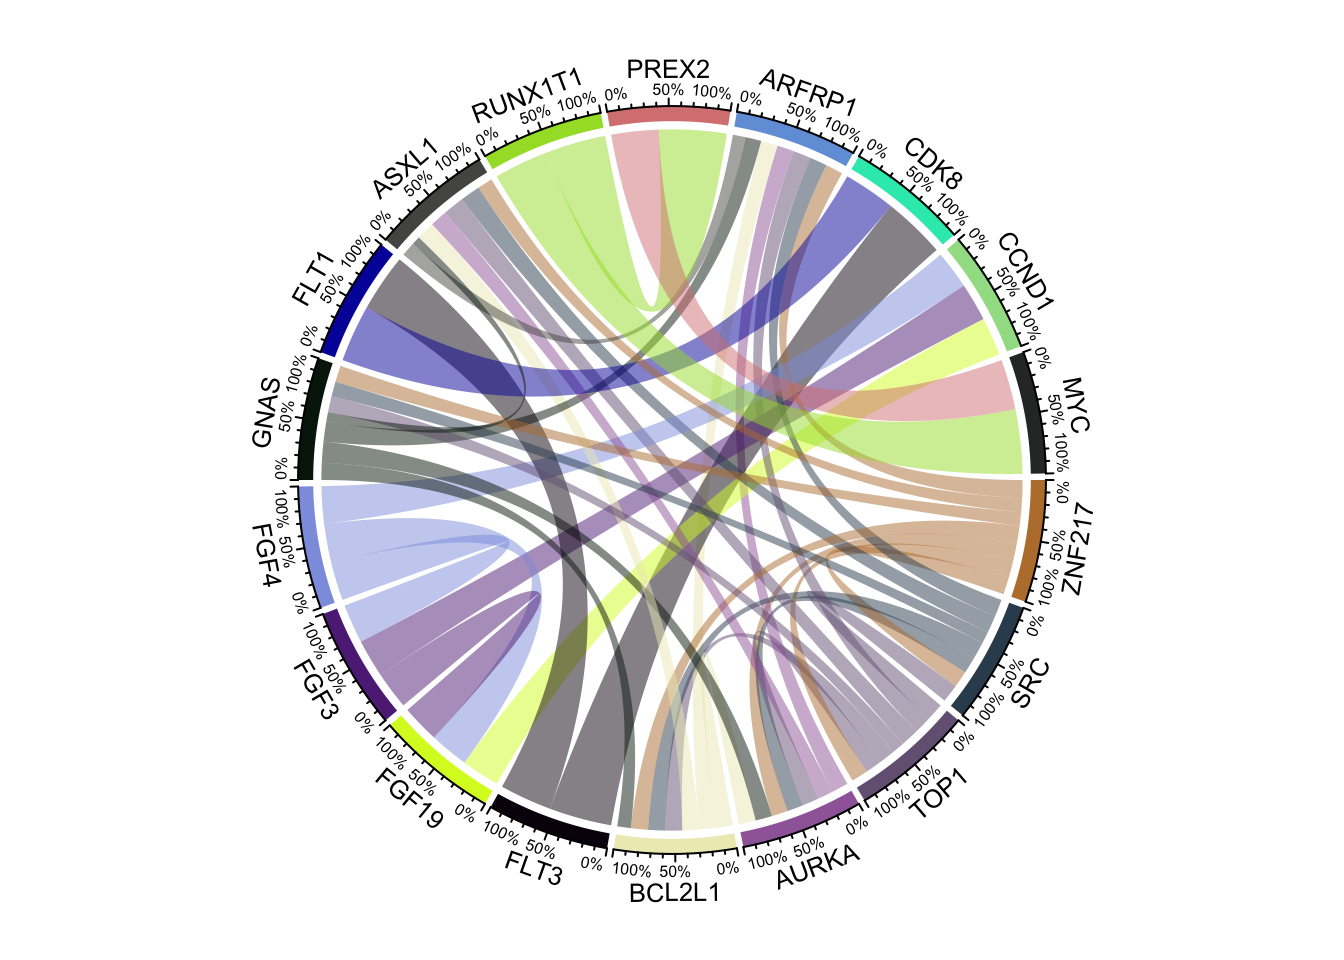 PREX2
0% 50% 100%
ARFRP1
0% 50% 100%
CDK8
0% 50% 100%
CCND1
0% 50% 100%
MYC
0% 50% 100%
ZNF217
0% 50% 100%
SRC
0% 50% 100%
TOP1
0% 50% 100%
AURKA
0% 50% 100%
BCL2L1
0% 50% 100%
FLT3
0% 50% 100%
FGF19
0% 50% 100%
FGF3
0% 50% 100%
FGF4
0% 50% 100%
GNAS
0% 50% 100%
FLT1
0% 50% 100%
ASXL1
0% 50% 100%
RUNX1T1
0% 50% 100%